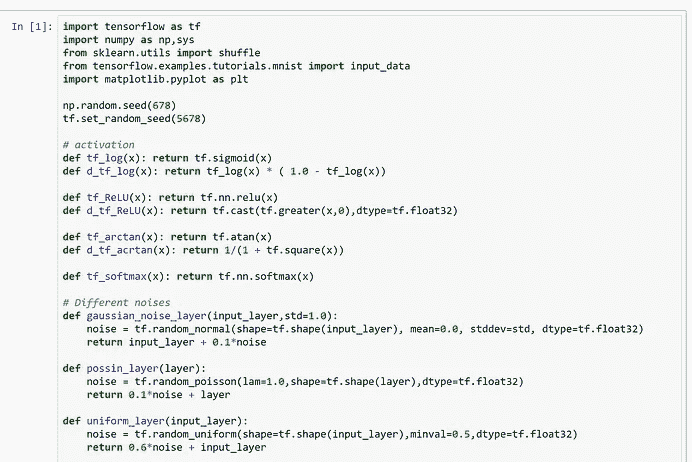 In [1]: import tensorflow as tf
import numpy as np,sys
from sklearn.utils import shuffle
from tensorflow.examples.tutorials.mnist import input_data
import matplotlib.pyplot as plt
np.random.seed(678)
tf.set_random_seed(5678)
# activation
def tf_log(x): return tf.sigmoid(x)
def d_tf_log(x): return tf_log(x) * ( 1.0 - tf_log(x))
def tf_ReLU(x): return tf.nn.relu(x)
def d_tf_ReLU(x): return tf.cast(tf.greater(x,0),dtype=tf.float32)
def tf_arctan(x): return tf.atan(x)
def d_tf_acrtan(x): return 1/(1 + tf.square(x))
def tf_softmax(x): return tf.nn.softmax(x)
# Different noises
def gaussian_noise_layer(input_layer,std=1.0):
    noise = tf.random_normal(shape=tf.shape(input_layer), mean=0.0, stddev=std, dtype=tf.float32)
    return input_layer + 0.1*noise
def possin_layer(layer):
    noise = tf.random_poisson(lam=1.0,shape=tf.shape(layer),dtype=tf.float32)
    return 0.1*noise + layer
def uniform_layer(input_layer):
    noise = tf.random_uniform(shape=tf.shape(input_layer),minval=0.5,dtype=tf.float32)
    return 0.6*noise + input_layer